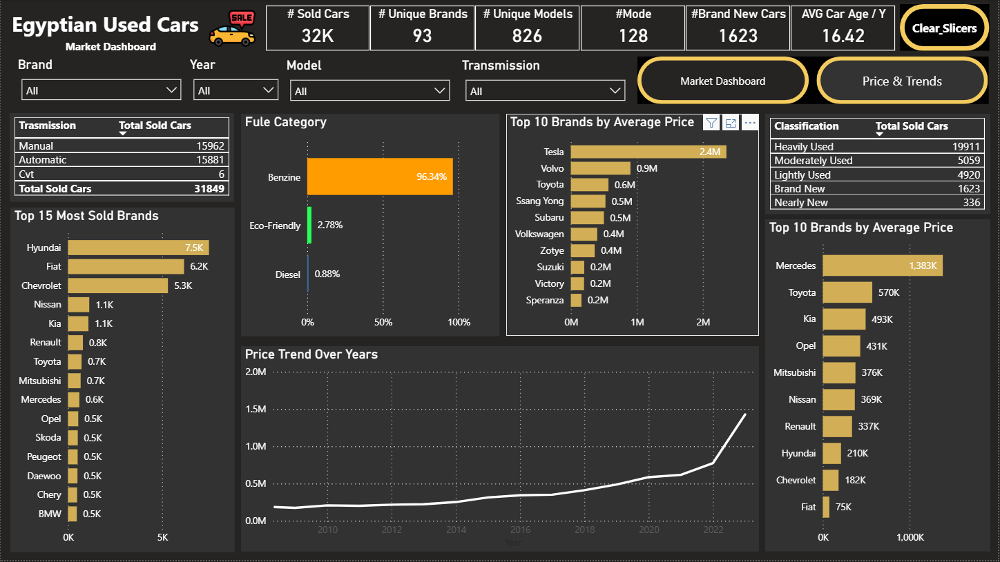 Egyptian Used Cars
Market Dashboard
SALE
# Sold Cars
32K
# Unique Brands
93
# Unique Models
826
#Mode
128
#Brand New Cars
1623
AVG Car Age / Y
16.42
Clear_Slicers
Brand
All
Year
All
Model
All
Transmission
All
Market Dashboard
Price & Trends
Trasmission Total Sold Cars
Manual 15962
Automatic 15881
Cvt 6
Total Sold Cars 31849
Top 15 Most Sold Brands
Hyundai 7.5K
Fiat 6.2K
Chevrolet 5.3K
Nissan 1.1K
Kia 1.1K
Renault 0.8K
Toyota 0.7K
Mitsubishi 0.7K
Mercedes 0.6K
Opel 0.5K
Skoda 0.5K
Peugeot 0.5K
Daewoo 0.5K
Chery 0.5K
BMW 0.5K
0K 5K
Fule Category
Benzine 96.34%
Eco-Friendly 2.78%
Diesel 0.88%
0% 50% 100%
Top 10 Brands by Average Price
Tesla 2.4M
Volvo 0.9M
Toyota 0.6M
Ssang Yong 0.5M
Subaru 0.5M
Volkswagen 0.4M
Zotye 0.4M
Suzuki 0.2M
Victory 0.2M
Speranza 0.2M
0M 1M 2M
Price Trend Over Years
2.0M
1.5M
1.0M
0.5M
0.0M
2010 2012 2014 2016 2018 2020 2022
Year
Classification Total Sold Cars
Heavily Used 19911
Moderately Used 5059
Lightly Used 4920
Brand New 1623
Nearly New 336
Top 10 Brands by Average Price
Mercedes 1,383K
Toyota 570K
Kia 493K
Opel 431K
Mitsubishi 376K
Nissan 369K
Renault 337K
Hyundai 210K
Chevrolet 182K
Fiat 75K
0K 1,000K